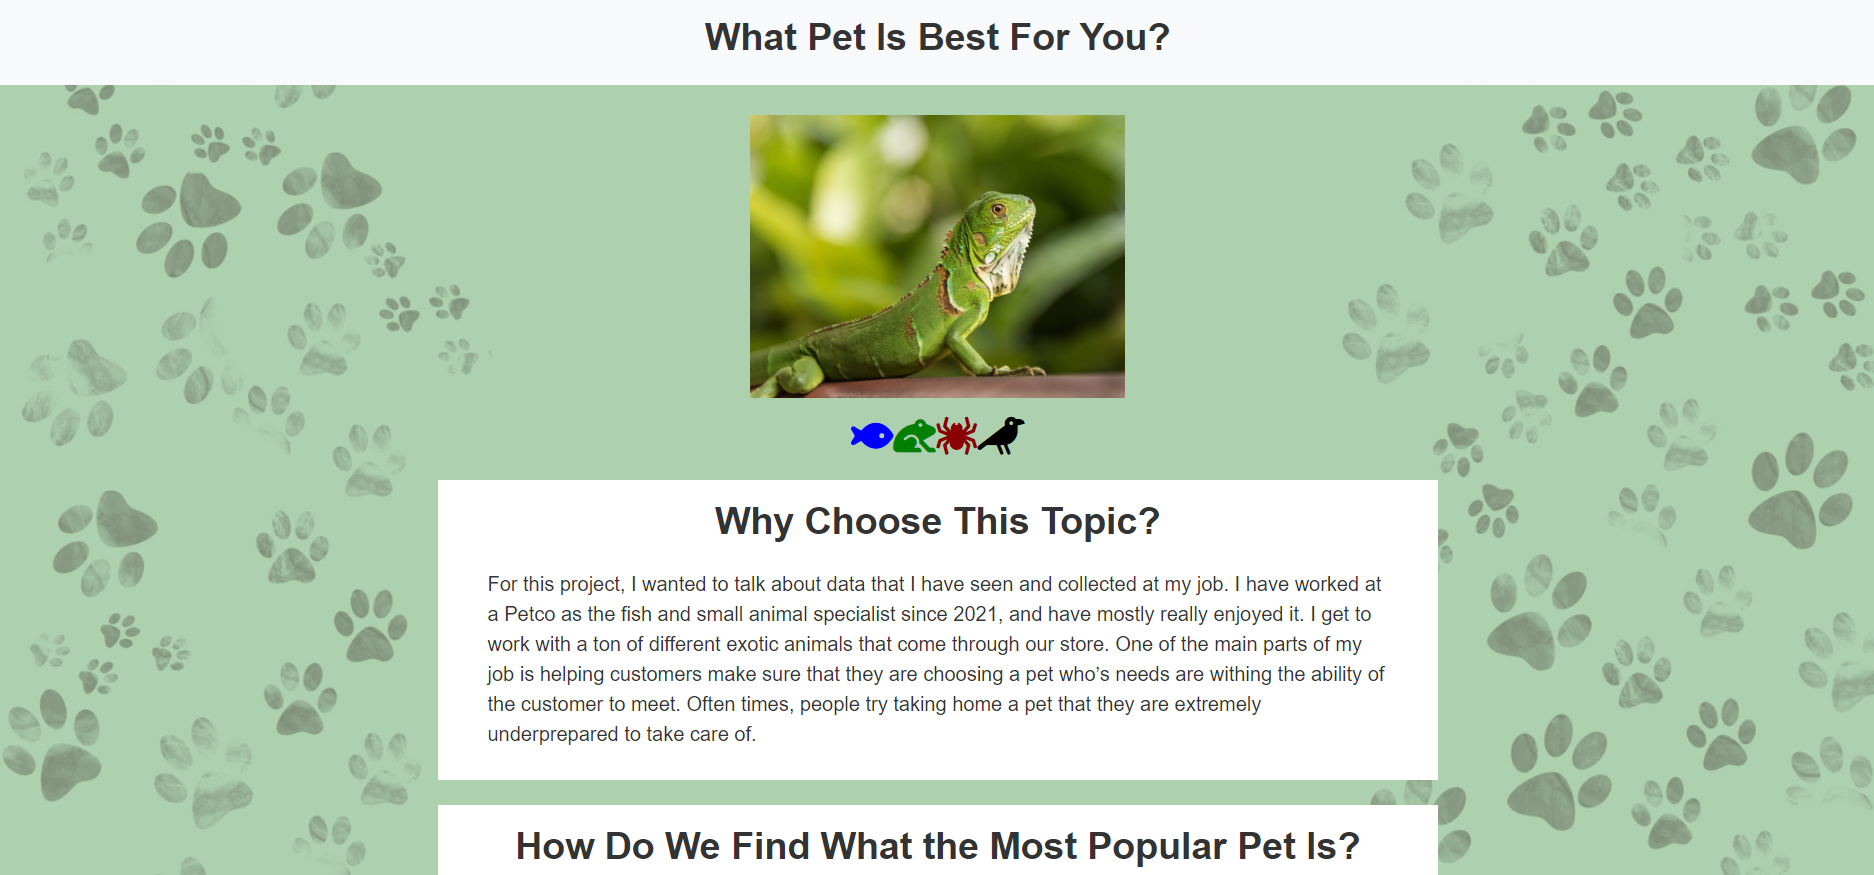 What Pet Is Best For You?
Why Choose This Topic?
For this project, I wanted to talk about data that I have seen and collected at my job. I have worked at
a Petco as the fish and small animal specialist since 2021, and have mostly really enjoyed it. I get to
work with a ton of different exotic animals that come through our store. One of the main parts of my
job is helping customers make sure that they are choosing a pet who’s needs are withing the ability of
the customer to meet. Often times, people try taking home a pet that they are extremely
underprepared to take care of.
How Do We Find What the Most Popular Pet Is?